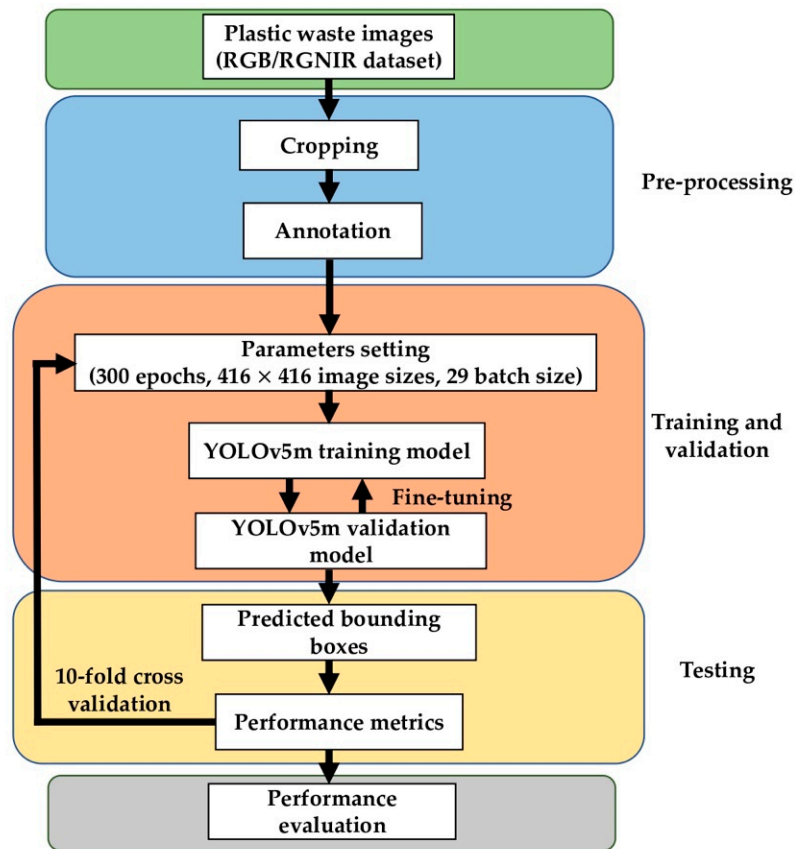 Plastic waste images
(RGB/RGNIR dataset)
Cropping
Pre-processing
Annotation
Parameters setting
(300 epochs, 416 × 416 image sizes, 29 batch size)
Training and
validation
YOLOv5m training model
Fine-tuning
YOLOv5m validation
model
Predicted bounding
boxes
Testing
10-fold cross
validation
Performance metrics
Performance
evaluation